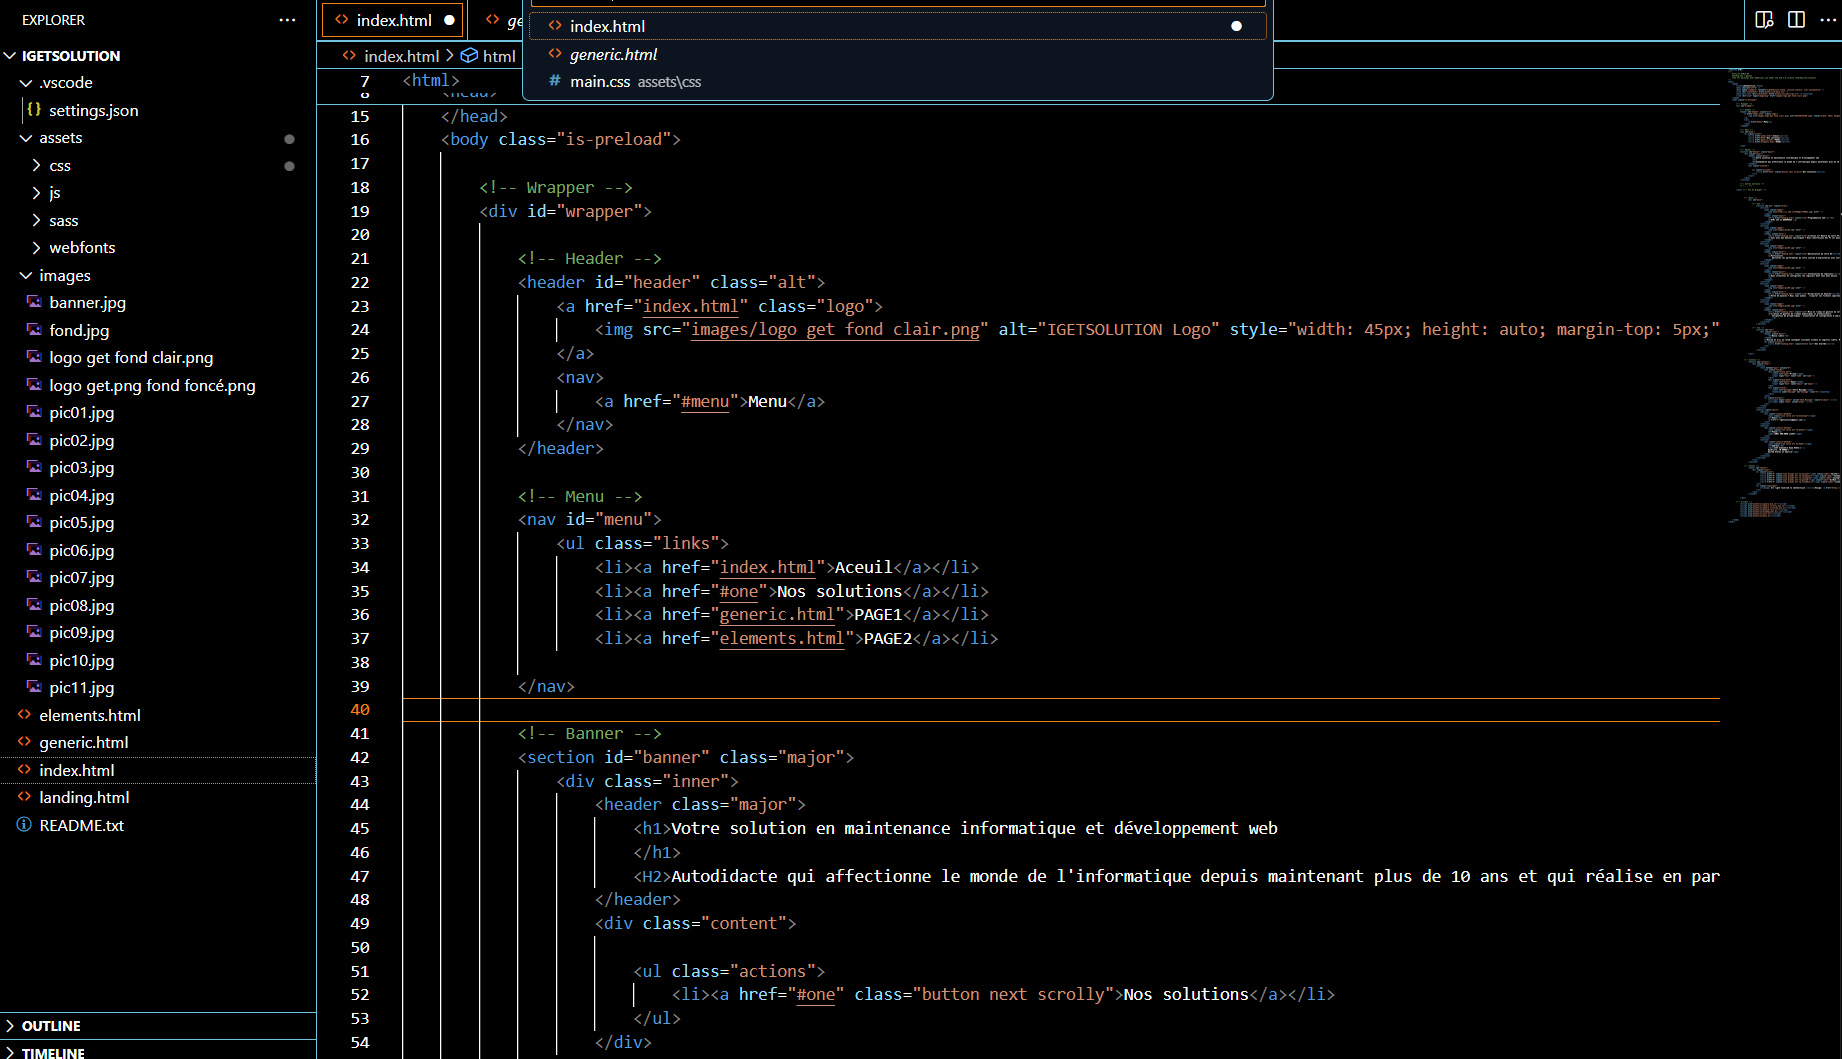 EXPLORER
IGETSOLUTION
.vscode
settings.json
assets
css
js
sass
webfonts
images
banner.jpg
fond.jpg
logo get fond clair.png
logo get.png fond foncé.png
pic01.jpg
pic02.jpg
pic03.jpg
pic04.jpg
pic05.jpg
pic06.jpg
pic07.jpg
pic08.jpg
pic09.jpg
pic10.jpg
pic11.jpg
elements.html
generic.html
index.html
landing.html
README.txt
OUTLINE
TIMELINE
index.html
ge
index.html
generic.html
main.css assets\css
index.html > html
7 <html>
8 <head>
15 </head>
16 <body class="is-preload">
17
18 <!-- Wrapper -->
19 <div id="wrapper">
20
21 <!-- Header -->
22 <header id="header" class="alt">
23 <a href="index.html" class="logo">
24 <img src="images/logo get fond clair.png" alt="IGETSOLUTION Logo" style="width: 45px; height: auto; margin-top: 5px;"
25 </a>
26 <nav>
27 <a href="#menu">Menu</a>
28 </nav>
29 </header>
30
31 <!-- Menu -->
32 <nav id="menu">
33 <ul class="links">
34 <li><a href="index.html">Aceuil</a></li>
35 <li><a href="#one">Nos solutions</a></li>
36 <li><a href="generic.html">PAGE1</a></li>
37 <li><a href="elements.html">PAGE2</a></li>
38
39 </nav>
40
41 <!-- Banner -->
42 <section id="banner" class="major">
43 <div class="inner">
44 <header class="major">
45 <h1>Votre solution en maintenance informatique et développement web
46 </h1>
47 <H2>Autodidacte qui affectionne le monde de l'informatique depuis maintenant plus de 10 ans et qui réalise en par
48 </header>
49 <div class="content">
50
51 <ul class="actions">
52 <li><a href="#one" class="button next scrolly">Nos solutions</a></li>
53 </ul>
54 </div>